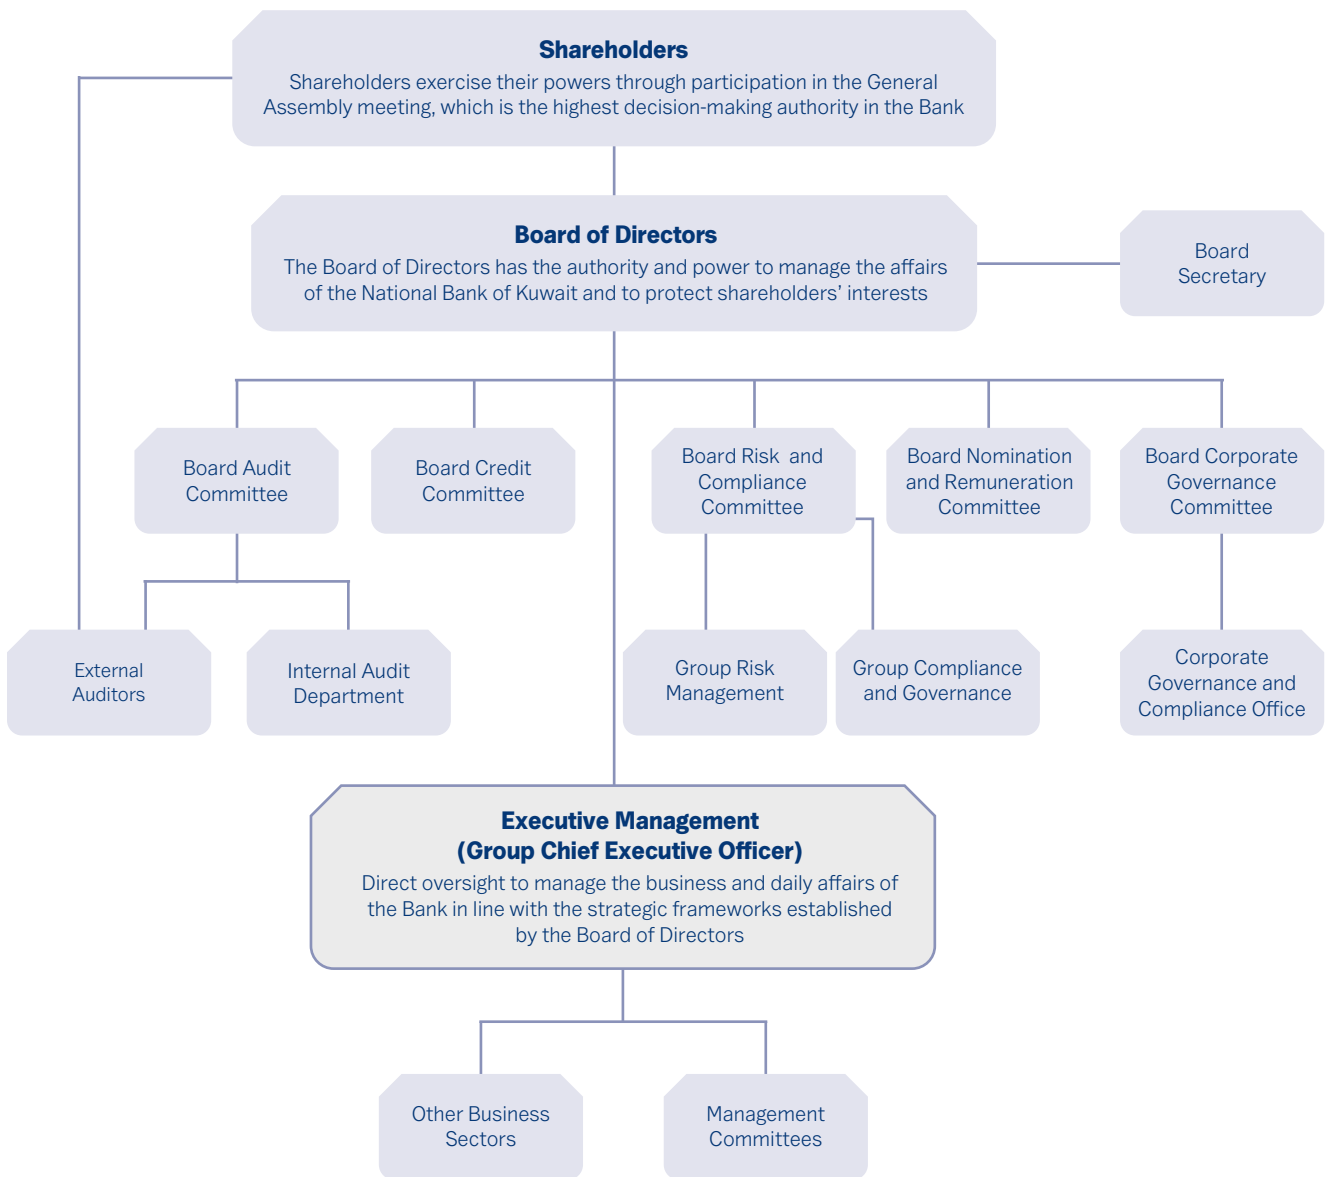 Shareholders
Shareholders exercise their powers through participation in the General
Assembly meeting, which is the highest decision-making authority in the Bank
Board of Directors
The Board of Directors has the authority and power to manage the affairs
of the National Bank of Kuwait and to protect shareholders’ interests
Board
Secretary
Board Audit
Committee
Board Credit
Committee
Board Risk and
Compliance
Committee
Board Nomination
and Remuneration
Committee
Board Corporate
Governance
Committee
External
Auditors
Internal Audit
Department
Group Risk
Management
Group Compliance
and Governance
Corporate
Governance and
Compliance Office
Executive Management
(Group Chief Executive Officer)
Direct oversight to manage the business and daily affairs of
the Bank in line with the strategic frameworks established
by the Board of Directors
Other Business
Sectors
Management
Committees